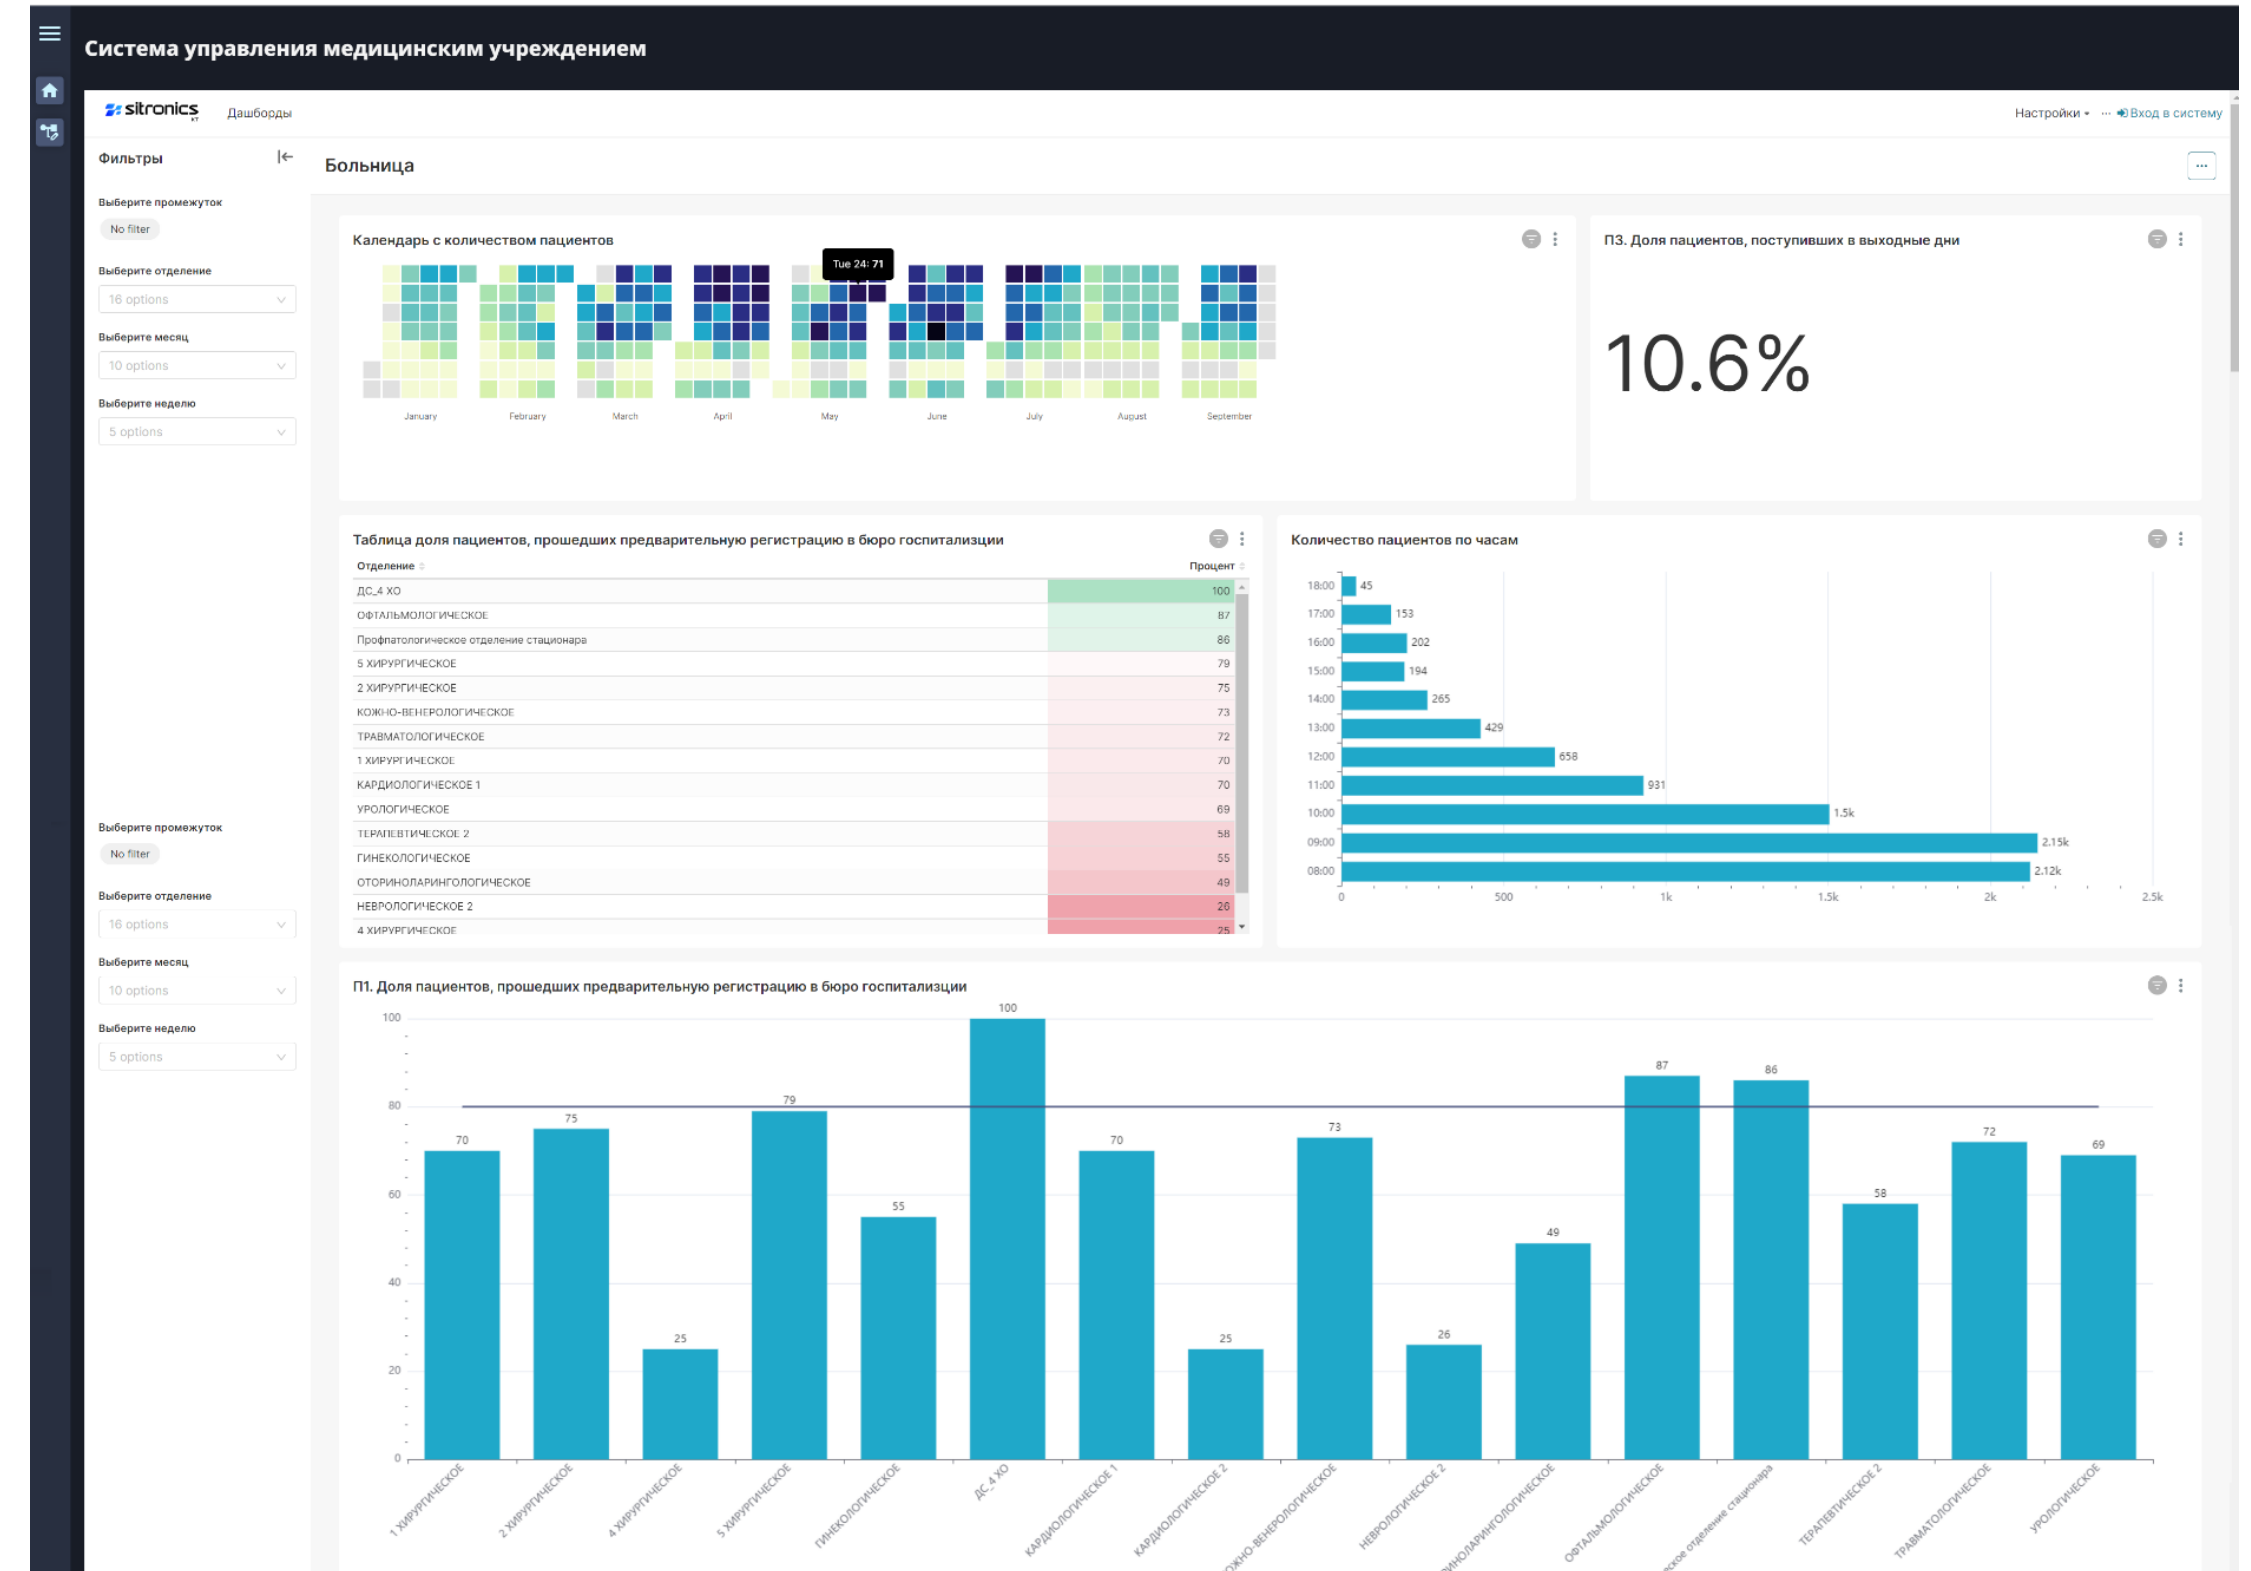 Система управления медицинским учреждением
sitronics
КТ
Дашборды
Настройки
Вход в систему
Фильтры
Выберите промежуток
No filter
Выберите отделение
16 options
Выберите месяц
10 options
Выберите неделю
5 options
Выберите промежуток
No filter
Выберите отделение
16 options
Выберите месяц
10 options
Выберите неделю
5 options
Больница
...
Календарь с количеством пациентов
Tue 24: 71
January February March April May June July August September
П3. Доля пациентов, поступивших в выходные дни
10.6%
Таблица доля пациентов, прошедших предварительную регистрацию в бюро госпитализции
Отделение Процент
ДС_4 ХО 100
ОФТАЛЬМОЛОГИЧЕСКОЕ 87
Профпатологическое отделение стационара 86
5 ХИРУРГИЧЕСКОЕ 79
2 ХИРУРГИЧЕСКОЕ 75
КОЖНО-ВЕНЕРОЛОГИЧЕСКОЕ 73
ТРАВМАТОЛОГИЧЕСКОЕ 72
1 ХИРУРГИЧЕСКОЕ 70
КАРДИОЛОГИЧЕСКОЕ 1 70
УРОЛОГИЧЕСКОЕ 69
ТЕРАПЕВТИЧЕСКОЕ 2 58
ГИНЕКОЛОГИЧЕСКОЕ 55
ОТОРИНОЛАРИНГОЛОГИЧЕСКОЕ 49
НЕВРОЛОГИЧЕСКОЕ 2 26
4 ХИРУРГИЧЕСКОЕ 25
Количество пациентов по часам
18:00 45
17:00 153
16:00 202
15:00 194
14:00 265
13:00 429
12:00 658
11:00 931
10:00 1.5k
09:00 2.15k
08:00 2.12k
0 500 1k 1.5k 2k 2.5k
П1. Доля пациентов, прошедших предварительную регистрацию в бюро госпитализции
100
80
60
40
20
0
70 75 25 79 55 100 70 25 73 26 49 87 86 58 72 69
1 ХИРУРГИЧЕСКОЕ
2 ХИРУРГИЧЕСКОЕ
4 ХИРУРГИЧЕСКОЕ
5 ХИРУРГИЧЕСКОЕ
ГИНЕКОЛОГИЧЕСКОЕ
ДС_4 ХО
КАРДИОЛОГИЧЕСКОЕ 1
КАРДИОЛОГИЧЕСКОЕ 2
ОЖНО-ВЕНЕРОЛОГИЧЕСКОЕ
НЕВРОЛОГИЧЕСКОЕ 2
РИНОЛАРИНГОЛОГИЧЕСКОЕ
ОФТАЛЬМОЛОГИЧЕСКОЕ
еское отделение стационара
ТЕРАПЕВТИЧЕСКОЕ 2
ТРАВМАТОЛОГИЧЕСКОЕ
УРОЛОГИЧЕСКОЕ